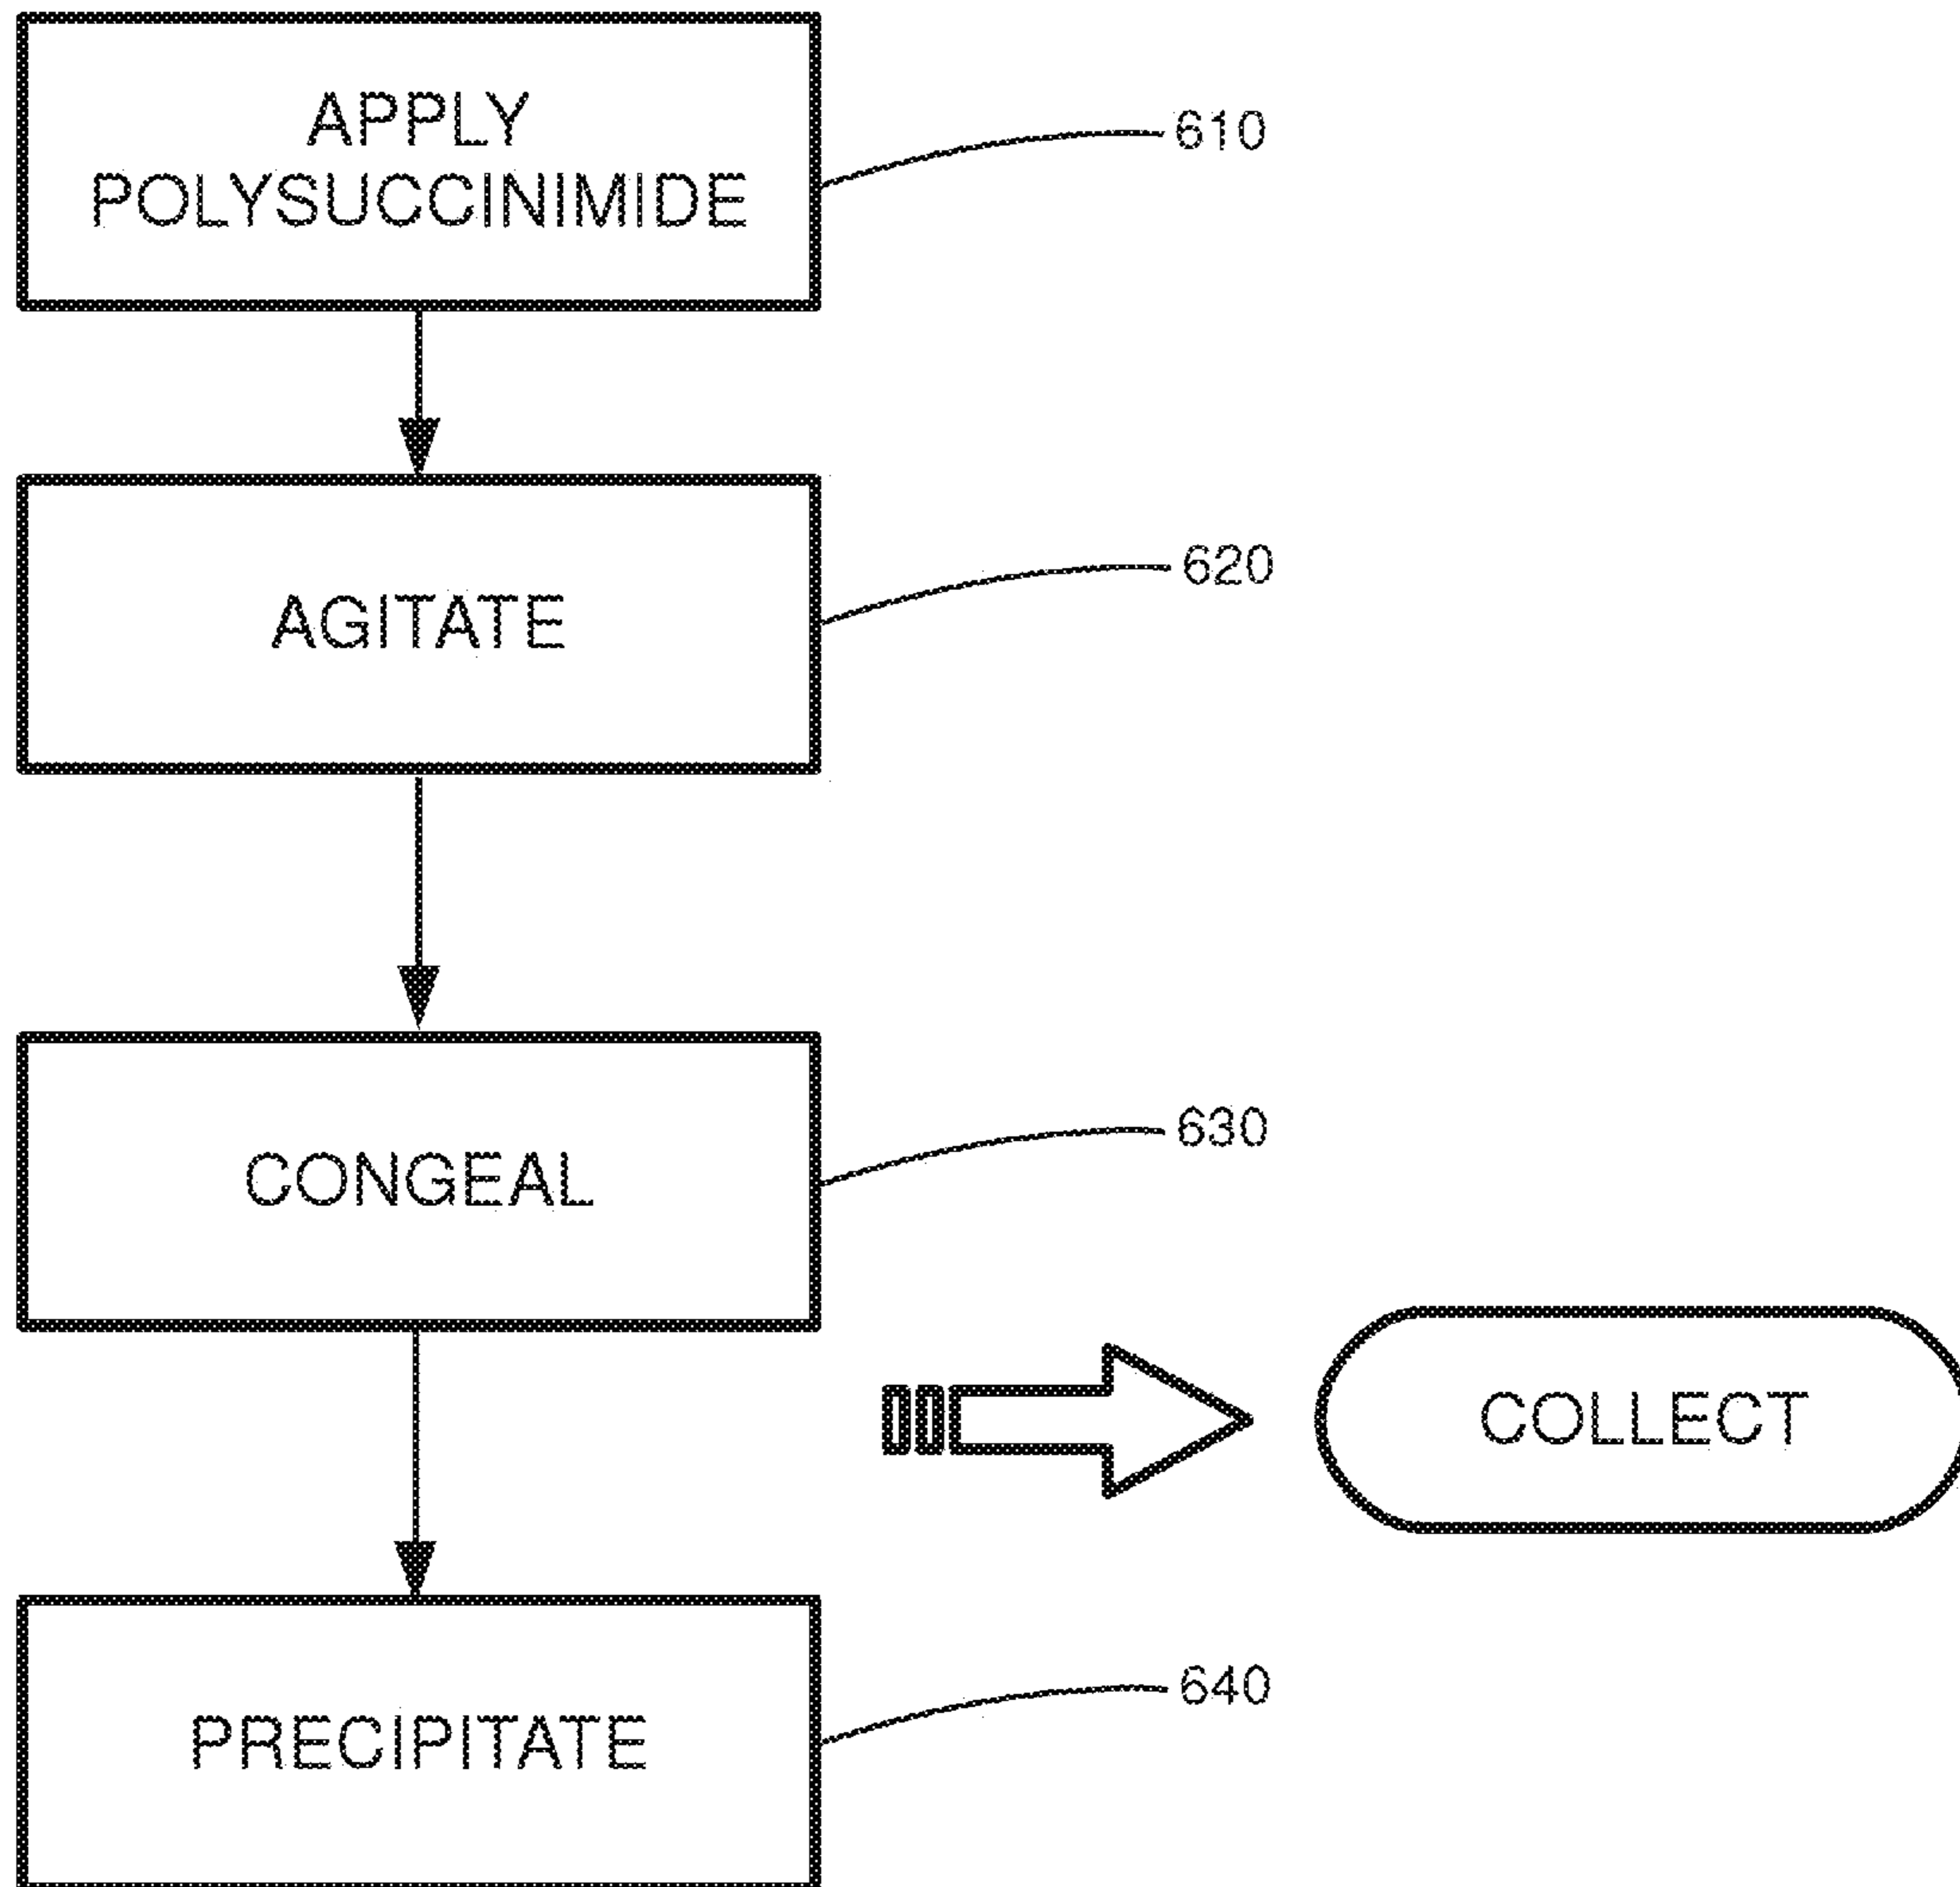 APPLY
POLYSUCCINIMIDE
610
AGITATE
620
CONGEAL
630
COLLECT
PRECIPITATE
640